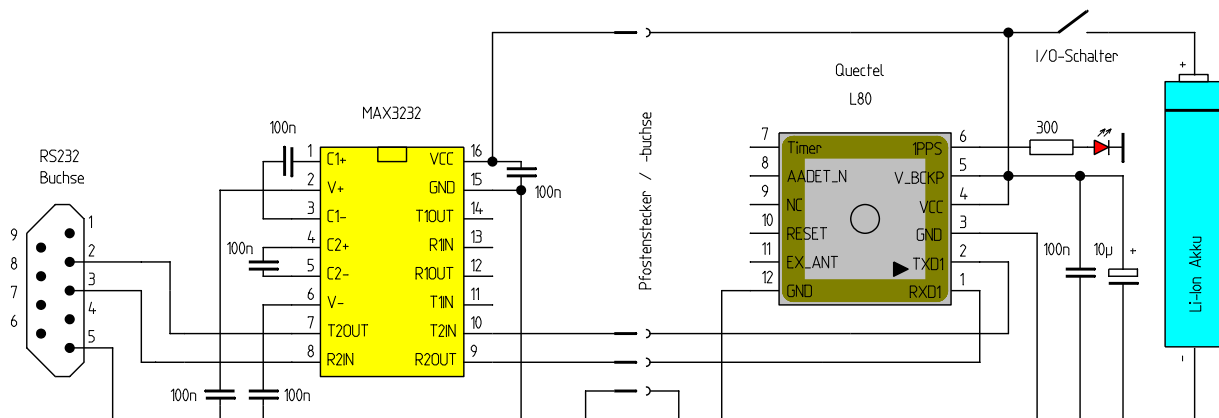 I/O-Schalter
+
Quectel
L80
MAX3232
100n
RS232
Buchse
Pfostenstecker / -buchse
300
1 C1+ VCC 16
2 V+ GND 15
3 C1- T1OUT 14
4 C2+ R1IN 13
5 C2- R1OUT 12
6 V- T1IN 11
7 T2OUT T2IN 10
8 R2IN R2OUT 9
100n
100n
7 Timer 1PPS 6
8 AADET_N V_BCKP 5
9 NC VCC 4
10 RESET GND 3
11 EX_ANT TXD1 2
12 GND RXD1 1
1
9
2
8
3
7
4
6
5
100n
10µ
+
Li-Ion Akku
-
100n
100n